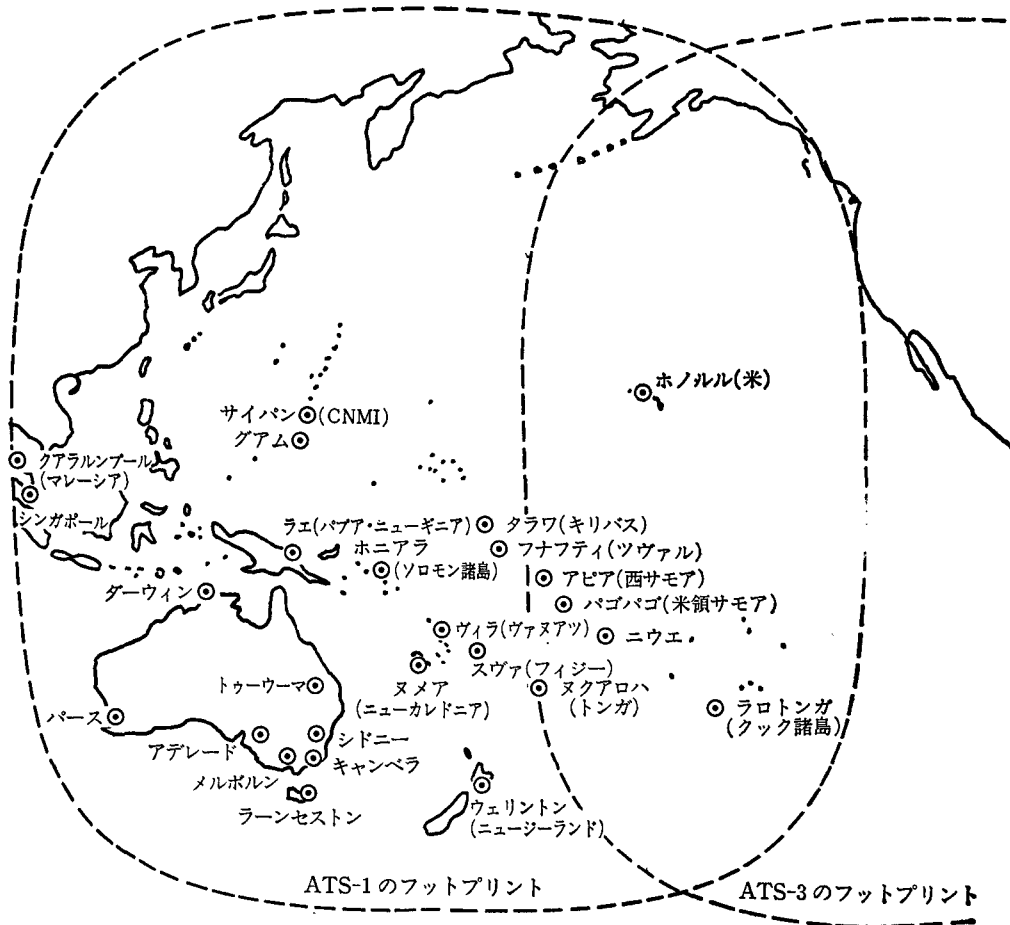 ホノルル(米)
サイパン
(CNMI)
グアム
クアラルンプール
(マレーシア)
シンガポール
ラエ(パプア・ニューギニア)
タラワ(キリバス)
ホニアラ
(ソロモン諸島)
フナフティ(ツヴァル)
アピア(西サモア)
ダーウィン
パゴパゴ(米領サモア)
ヴィラ(ヴァヌアツ)
ニウエ
スヴァ(フィジー)
トゥーウーマ
ヌメア
(ニューカレドニア)
ヌクアロハ
(トンガ)
パース
ラロトンガ
(クック諸島)
アデレード
シドニー
メルボルン
キャンベラ
ラーンセストン
ウェリントン
(ニュージーランド)
ATS-1のフットプリント
ATS-3のフットプリント